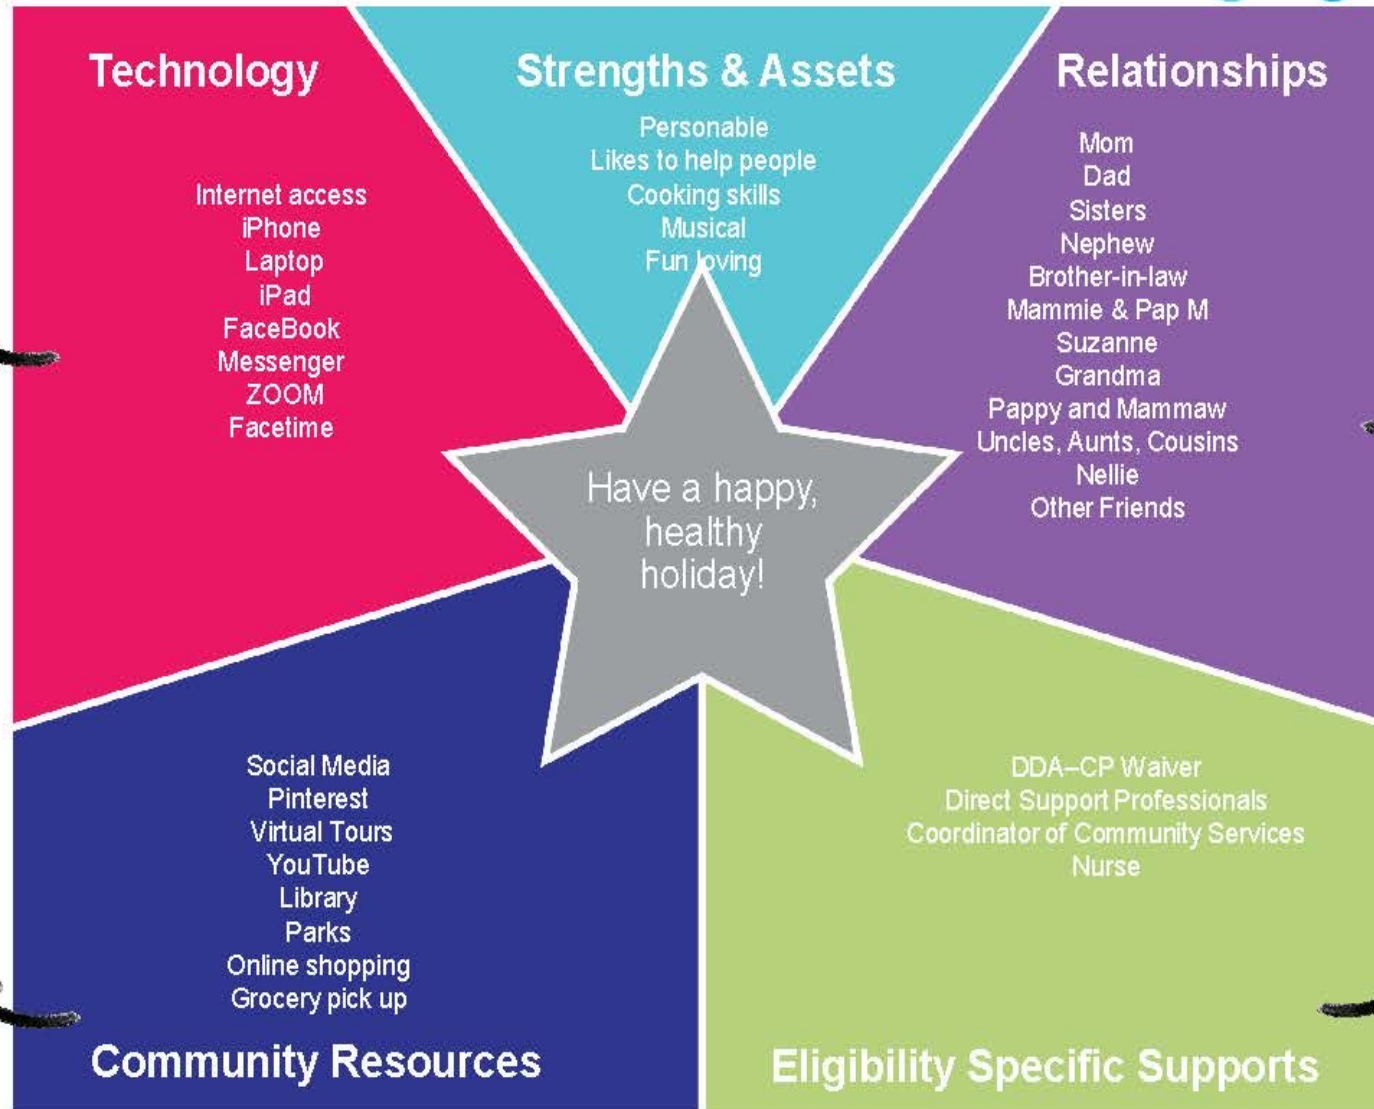 Technology
Internet access
iPhone
Laptop
iPad
FaceBook
Messenger
ZOOM
Facetime
Strengths & Assets
Personable
Likes to help people
Cooking skills
Musical
Fun loving
Relationships
Mom
Dad
Sisters
Nephew
Brother-in-law
Mammie & Pap M
Suzanne
Grandma
Pappy and Mammaw
Uncles, Aunts, Cousins
Nellie
Other Friends
Have a happy,
healthy
holiday!
Social Media
Pinterest
Virtual Tours
YouTube
Library
Parks
Online shopping
Grocery pick up
Community Resources
DDA–CP Waiver
Direct Support Professionals
Coordinator of Community Services
Nurse
Eligibility Specific Supports